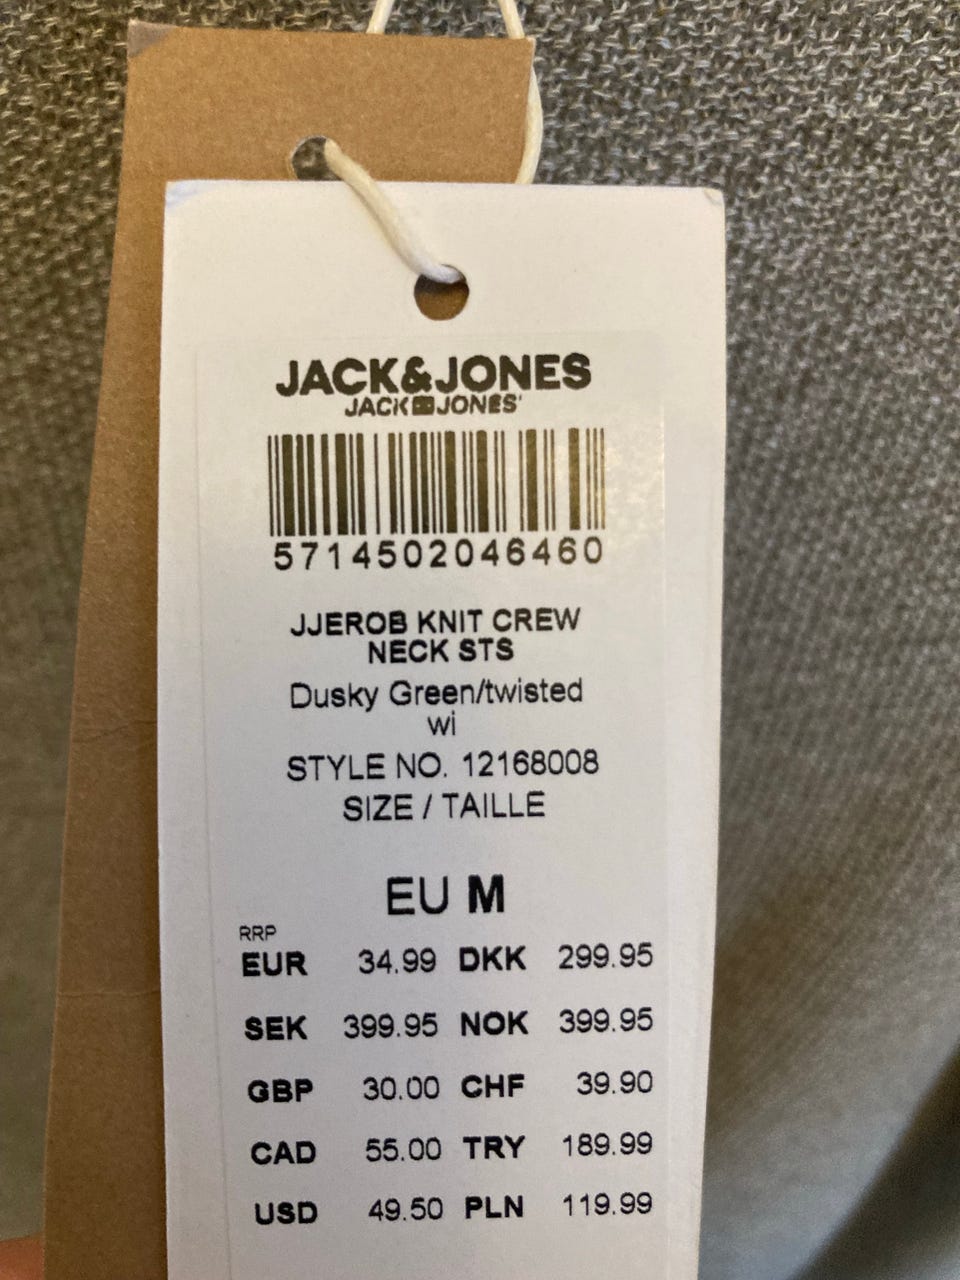 JACK&JONES
JACK JONES'
5714502046460
JJEROB KNIT CREW
NECK STS
Dusky Green/twisted
wi
STYLE NO. 12168008
SIZE / TAILLE
EU M
RRP
EUR 34.99 DKK 299.95
SEK 399.95 NOK 399.95
GBP 30.00 CHF 39.90
CAD 55.00 TRY 189.99
USD 49.50 PLN 119.99